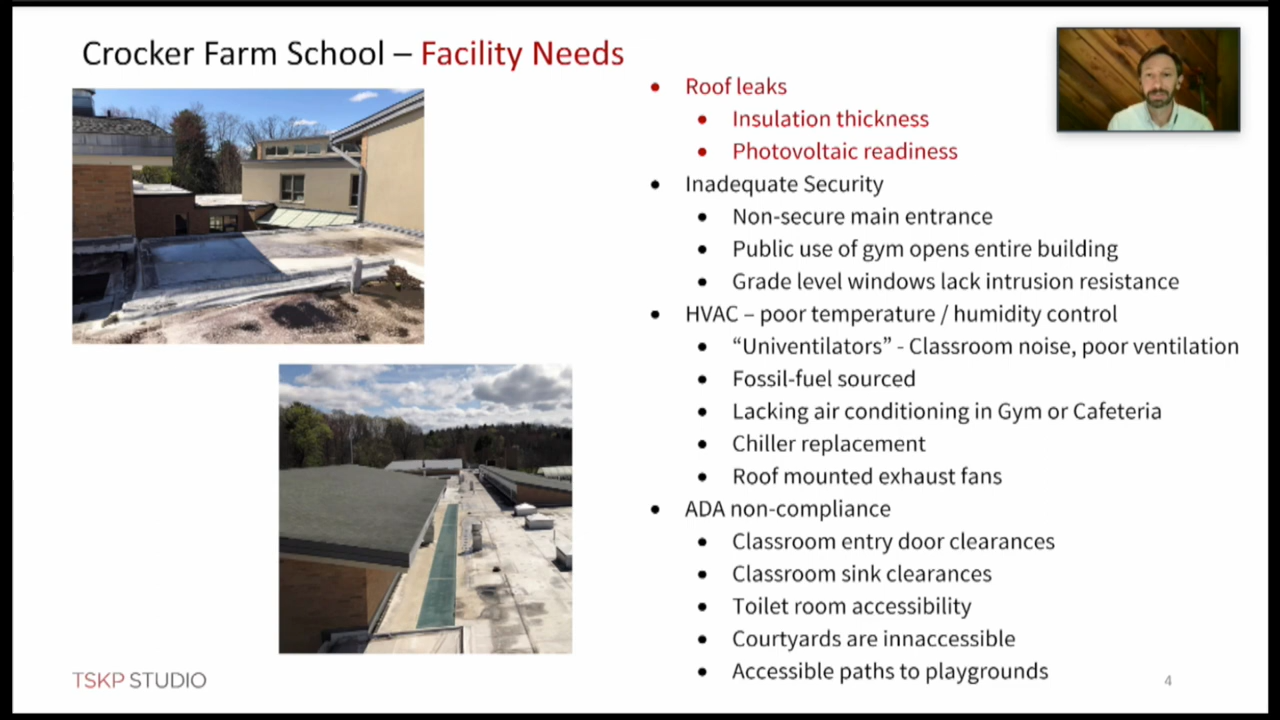 Crocker Farm School – Facility Needs
• Roof leaks
• Insulation thickness
• Photovoltaic readiness
• Inadequate Security
• Non-secure main entrance
• Public use of gym opens entire building
• Grade level windows lack intrusion resistance
• HVAC – poor temperature / humidity control
• “Univentilators” - Classroom noise, poor ventilation
• Fossil-fuel sourced
• Lacking air conditioning in Gym or Cafeteria
• Chiller replacement
• Roof mounted exhaust fans
• ADA non-compliance
• Classroom entry door clearances
• Classroom sink clearances
• Toilet room accessibility
• Courtyards are innaccessible
• Accessible paths to playgrounds
TSKP STUDIO
4